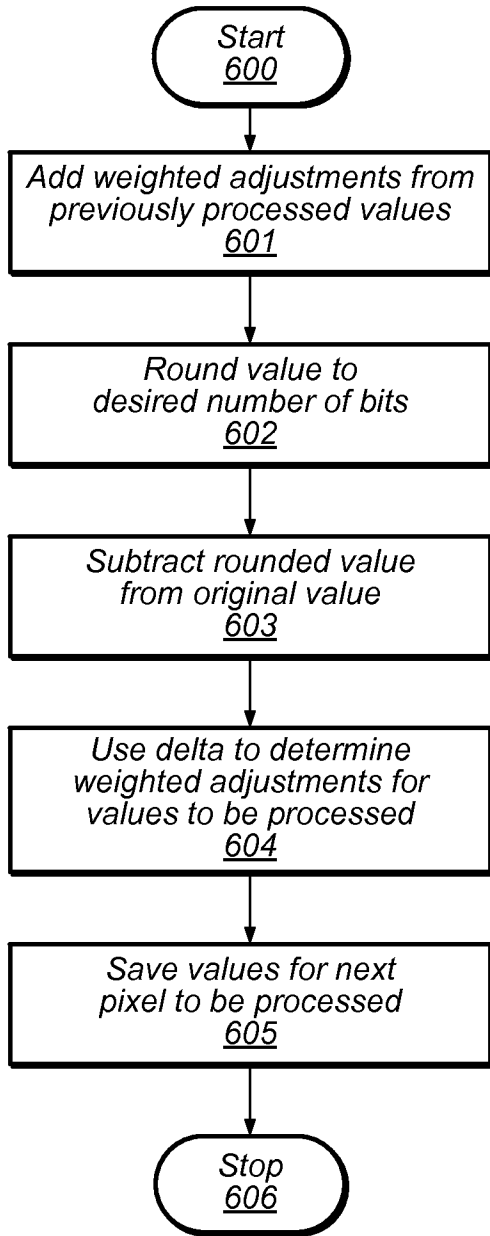 Start
600
Add weighted adjustments from
previously processed values
601
Round value to
desired number of bits
602
Subtract rounded value
from original value
603
Use delta to determine
weighted adjustments for
values to be processed
604
Save values for next
pixel to be processed
605
Stop
606